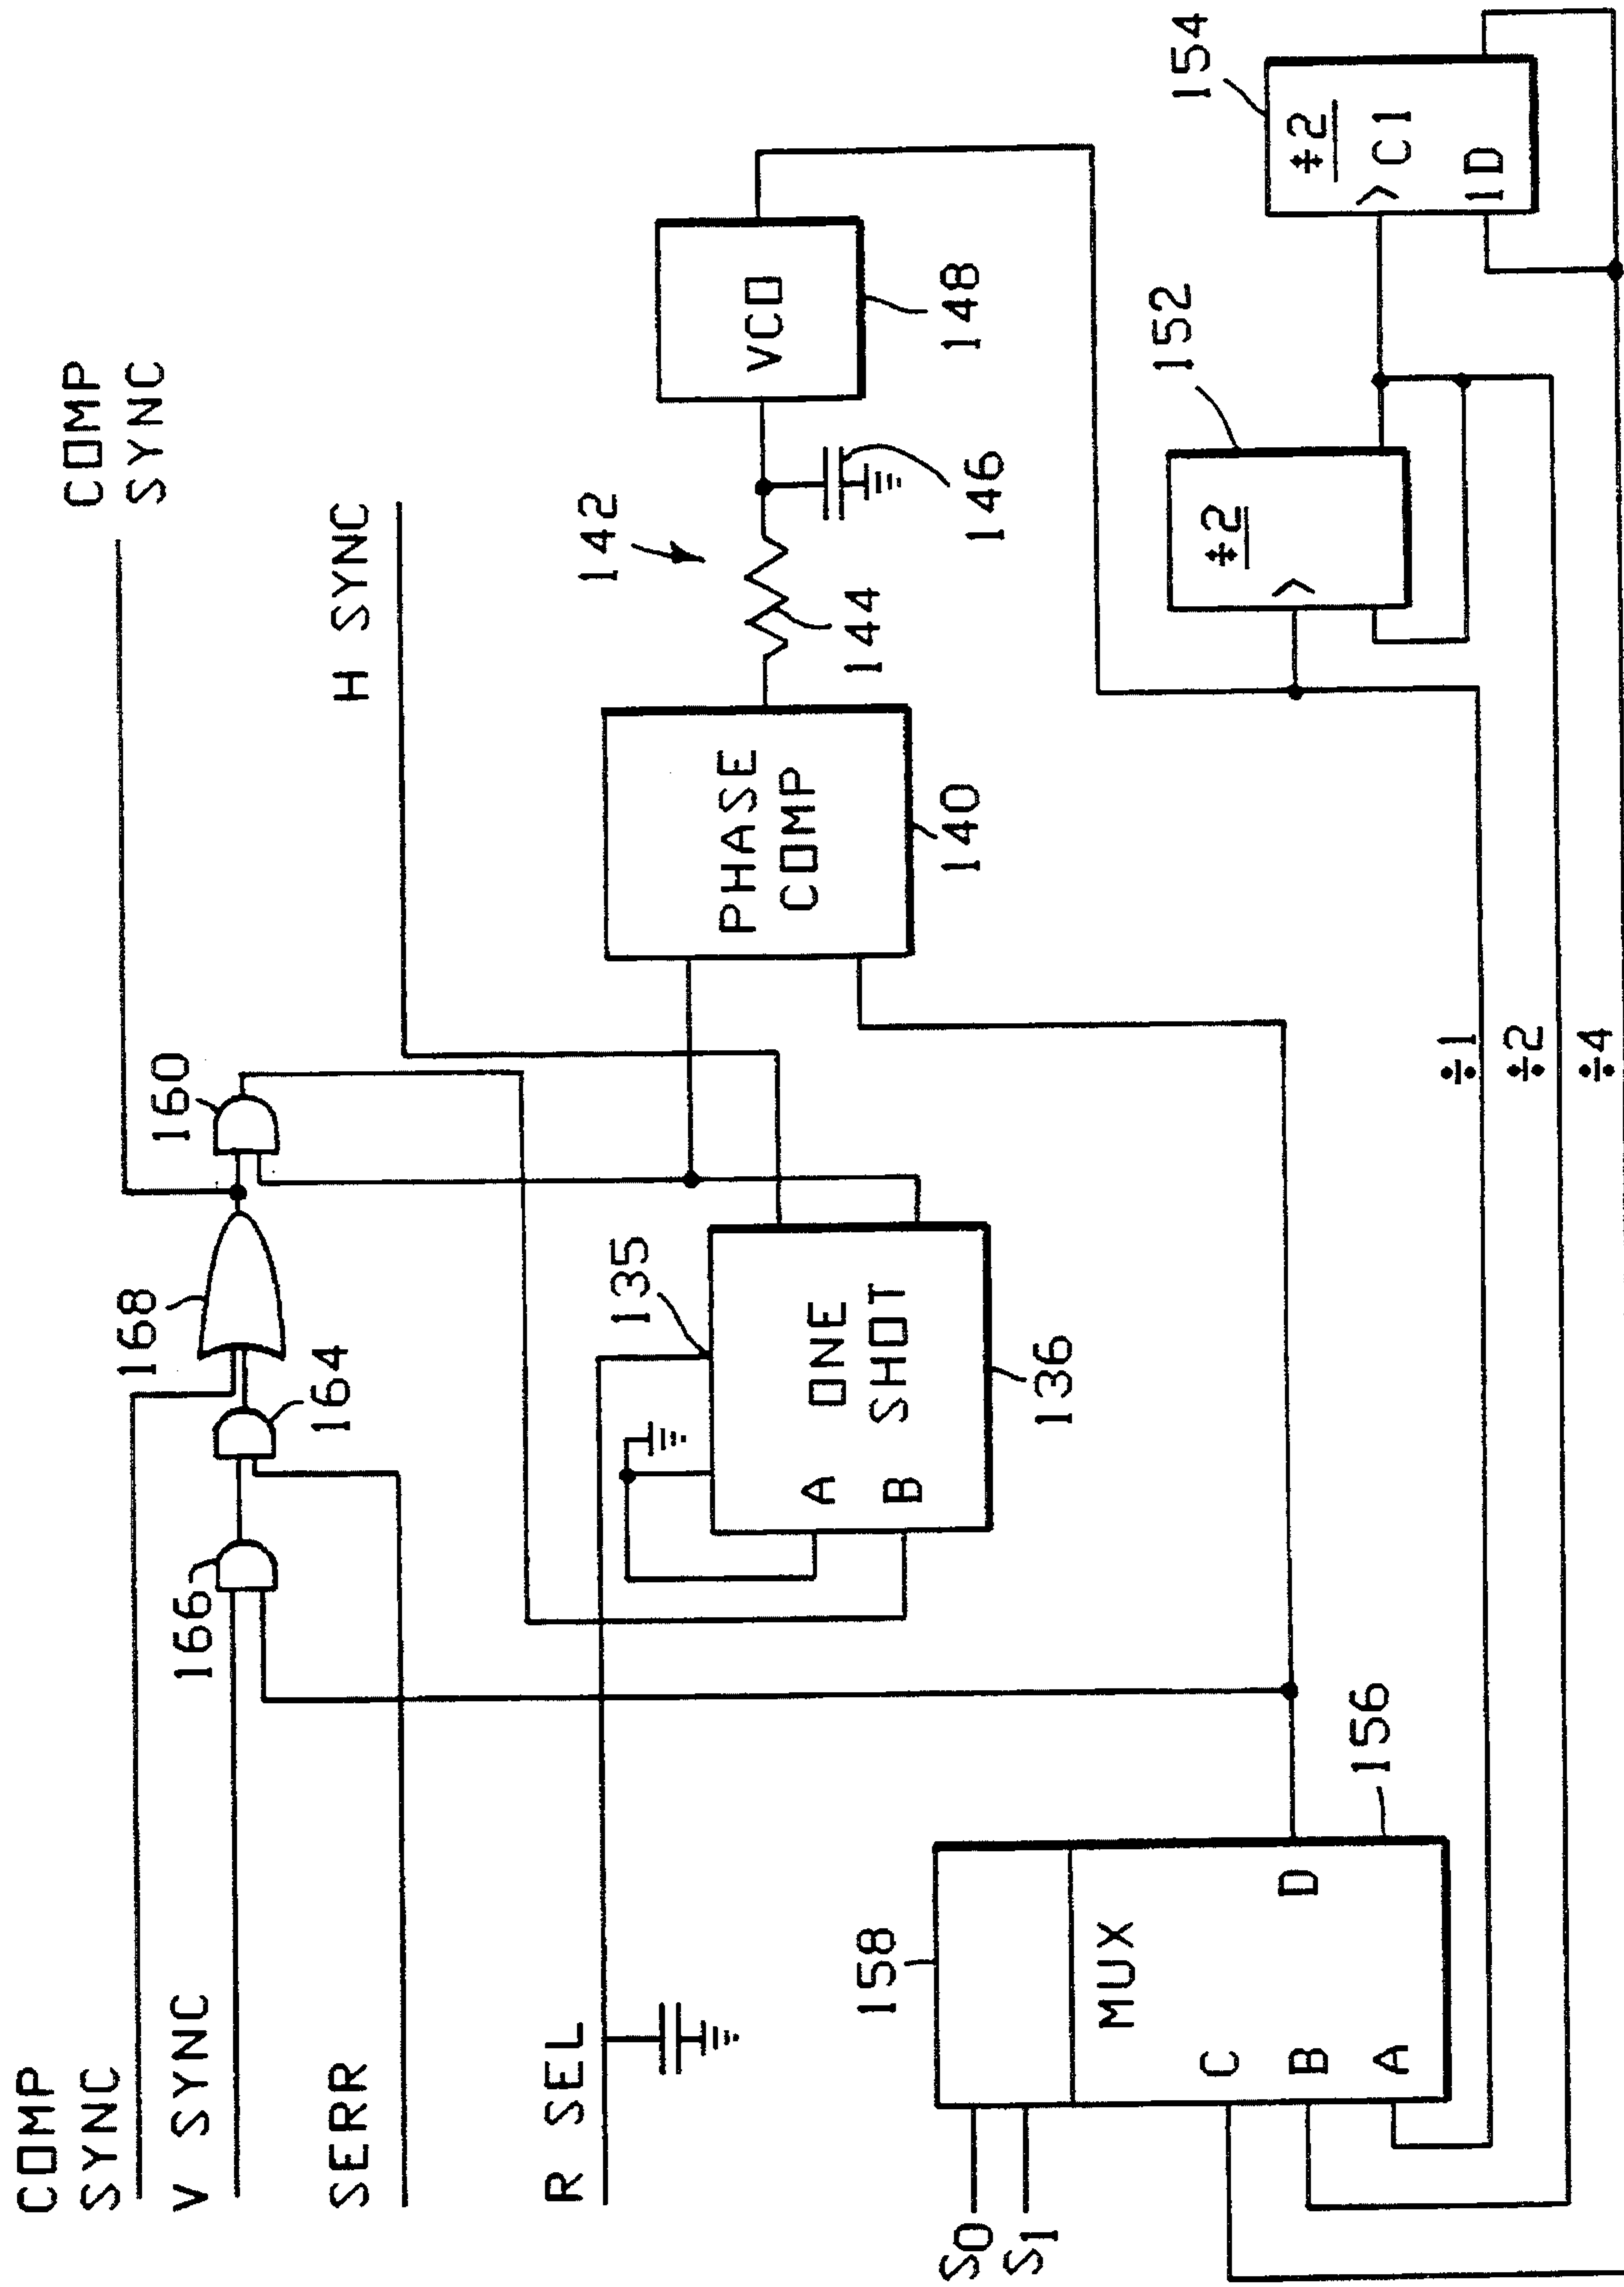 COMP
SYNC
V SYNC
SERR
R SEL
S0
S1
COMP
SYNC
H SYNC
166
164
168
160
135
ONE
SHOT
A
B
136
PHASE
COMP
140
142
144
146
VCO
148
158
MUX
C
B
A
D
156
÷2
152
÷2
C1
1D
154
÷1
÷2
÷4